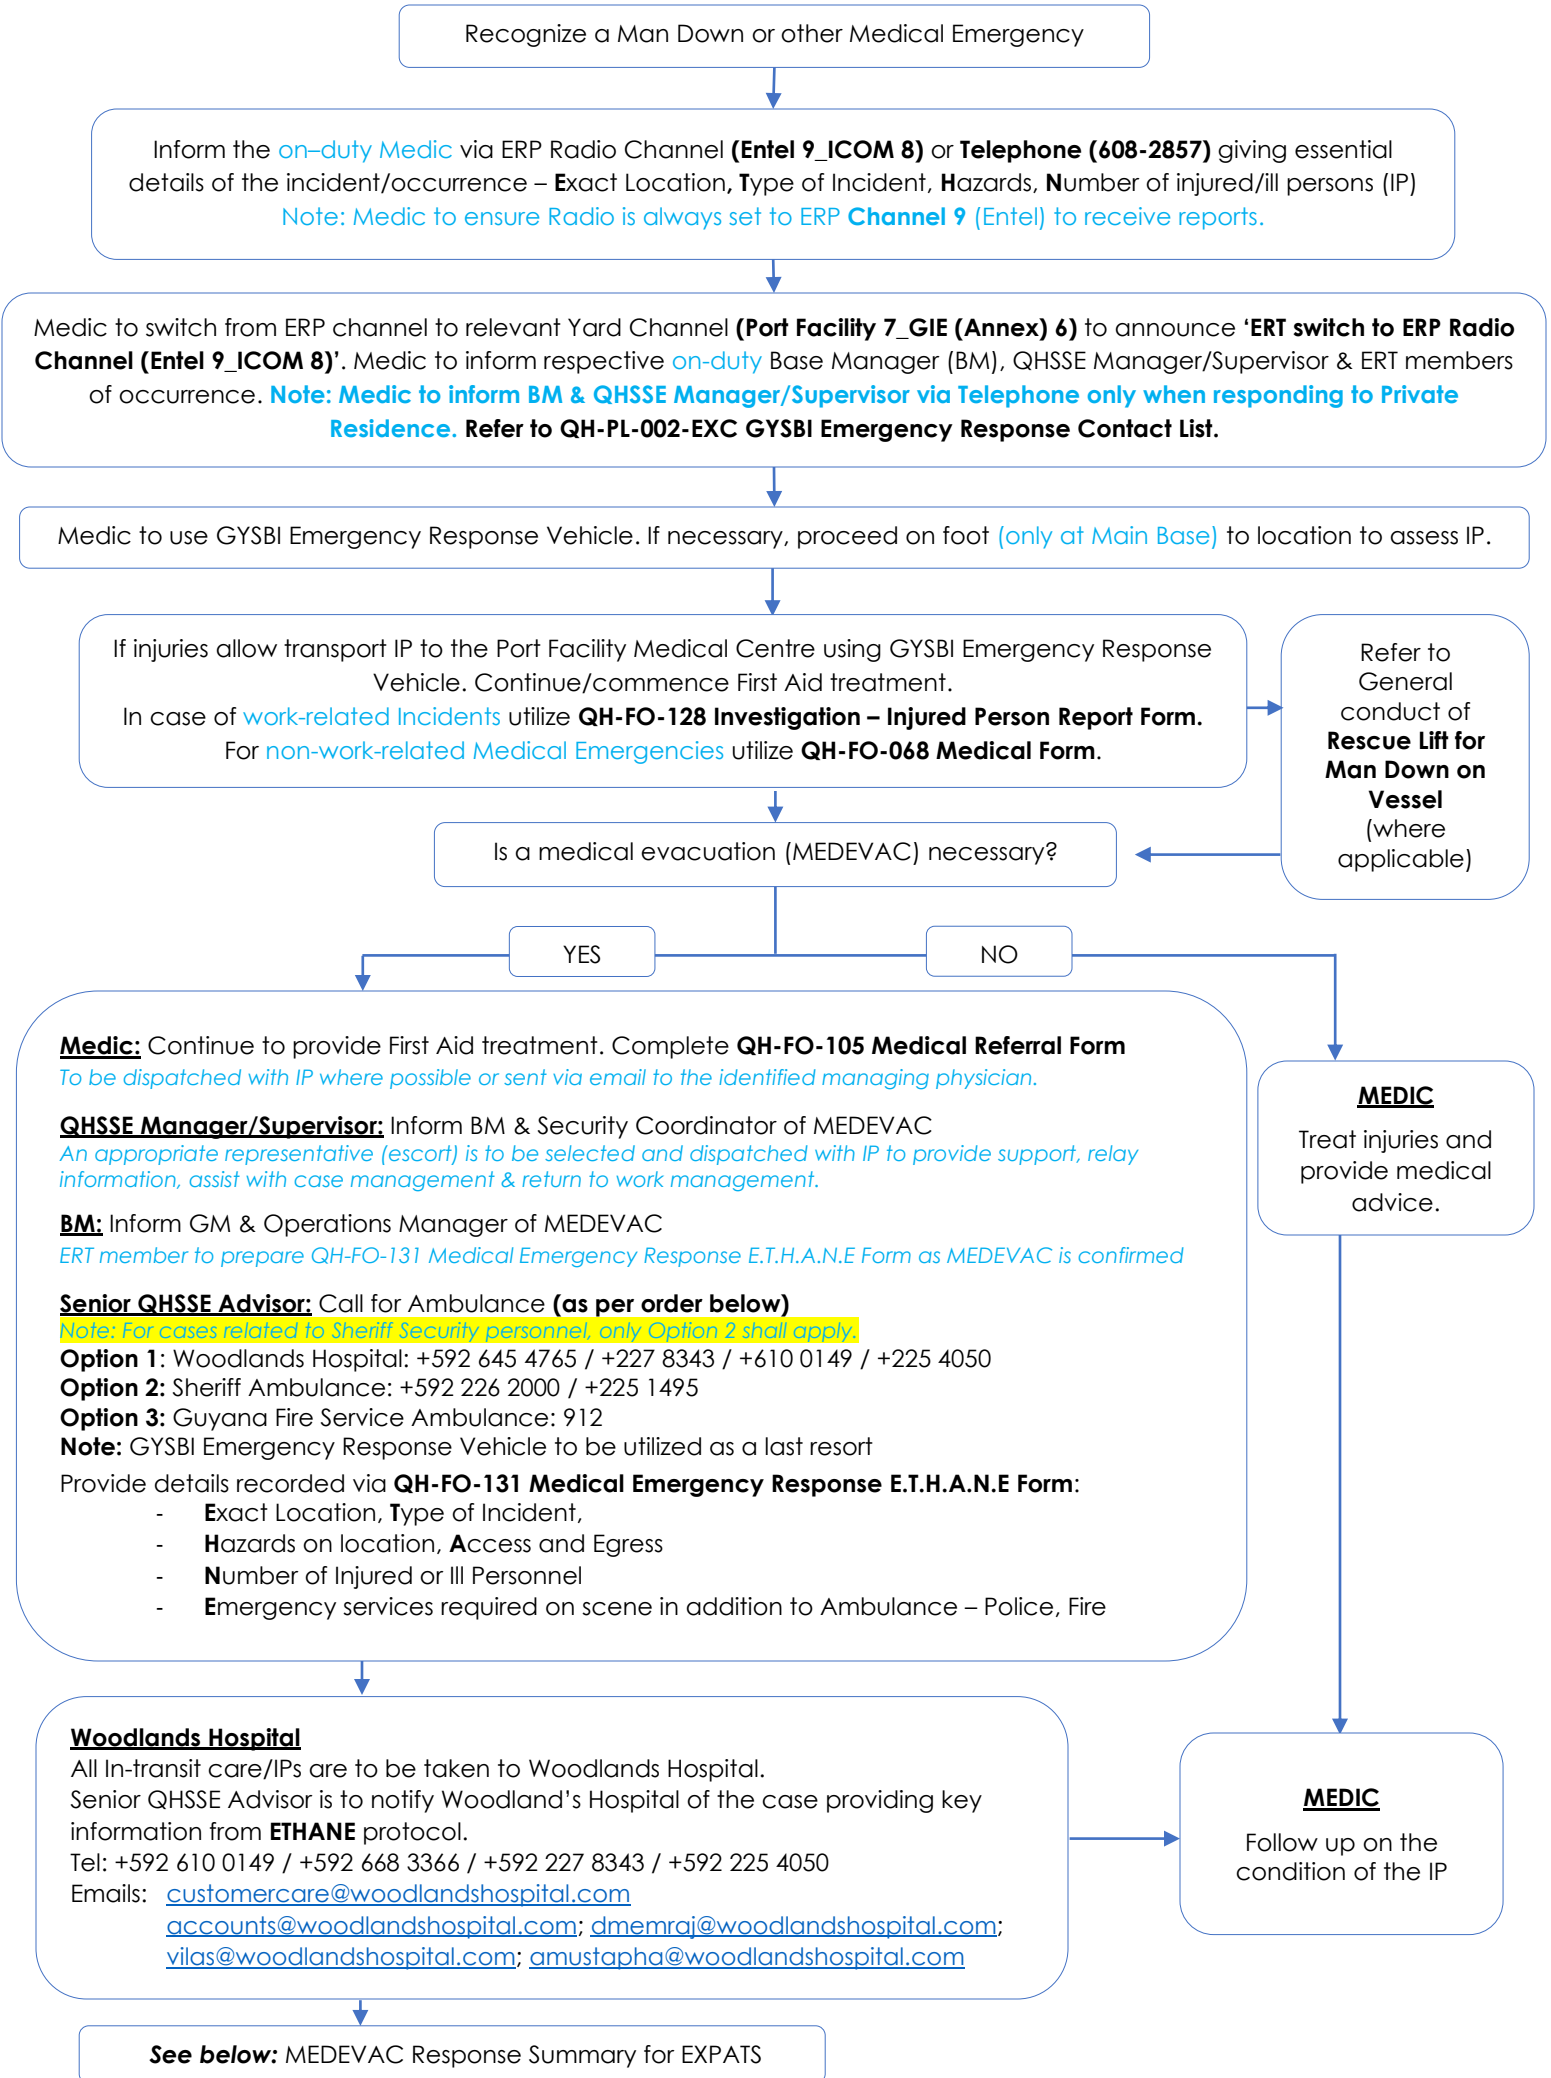 Recognize a Man Down or other Medical Emergency
Inform the on–duty Medic via ERP Radio Channel (Entel 9_ICOM 8) or Telephone (608-2857) giving essential
details of the incident/occurrence – Exact Location, Type of Incident, Hazards, Number of injured/ill persons (IP)
Note: Medic to ensure Radio is always set to ERP Channel 9 (Entel) to receive reports.
Medic to switch from ERP channel to relevant Yard Channel (Port Facility 7_GIE (Annex) 6) to announce ‘ERT switch to ERP Radio
Channel (Entel 9_ICOM 8)’. Medic to inform respective on-duty Base Manager (BM), QHSSE Manager/Supervisor & ERT members
of occurrence. Note: Medic to inform BM & QHSSE Manager/Supervisor via Telephone only when responding to Private
Residence. Refer to QH-PL-002-EXC GYSBI Emergency Response Contact List.
Medic to use GYSBI Emergency Response Vehicle. If necessary, proceed on foot (only at Main Base) to location to assess IP.
If injuries allow transport IP to the Port Facility Medical Centre using GYSBI Emergency Response
Vehicle. Continue/commence First Aid treatment.
In case of work-related Incidents utilize QH-FO-128 Investigation – Injured Person Report Form.
For non-work-related Medical Emergencies utilize QH-FO-068 Medical Form.
Refer to
General
conduct of
Rescue Lift for
Man Down on
Vessel
(where
applicable)
Is a medical evacuation (MEDEVAC) necessary?
YES
NO
Medic: Continue to provide First Aid treatment. Complete QH-FO-105 Medical Referral Form
To be dispatched with IP where possible or sent via email to the identified managing physician.
QHSSE Manager/Supervisor: Inform BM & Security Coordinator of MEDEVAC
An appropriate representative (escort) is to be selected and dispatched with IP to provide support, relay
information, assist with case management & return to work management.
BM: Inform GM & Operations Manager of MEDEVAC
ERT member to prepare QH-FO-131 Medical Emergency Response E.T.H.A.N.E Form as MEDEVAC is confirmed
Senior QHSSE Advisor: Call for Ambulance (as per order below)
Note: For cases related to Sheriff Security personnel, only Option 2 shall apply.
Option 1: Woodlands Hospital: +592 645 4765 / +227 8343 / +610 0149 / +225 4050
Option 2: Sheriff Ambulance: +592 226 2000 / +225 1495
Option 3: Guyana Fire Service Ambulance: 912
Note: GYSBI Emergency Response Vehicle to be utilized as a last resort
Provide details recorded via QH-FO-131 Medical Emergency Response E.T.H.A.N.E Form:
- Exact Location, Type of Incident,
- Hazards on location, Access and Egress
- Number of Injured or Ill Personnel
- Emergency services required on scene in addition to Ambulance – Police, Fire
MEDIC
Treat injuries and
provide medical
advice.
Woodlands Hospital
All In-transit care/IPs are to be taken to Woodlands Hospital.
Senior QHSSE Advisor is to notify Woodland’s Hospital of the case providing key
information from ETHANE protocol.
Tel: +592 610 0149 / +592 668 3366 / +592 227 8343 / +592 225 4050
Emails: customercare@woodlandshospital.com
accounts@woodlandshospital.com; dmemraj@woodlandshospital.com;
vilas@woodlandshospital.com; amustapha@woodlandshospital.com
MEDIC
Follow up on the
condition of the IP
See below: MEDEVAC Response Summary for EXPATS